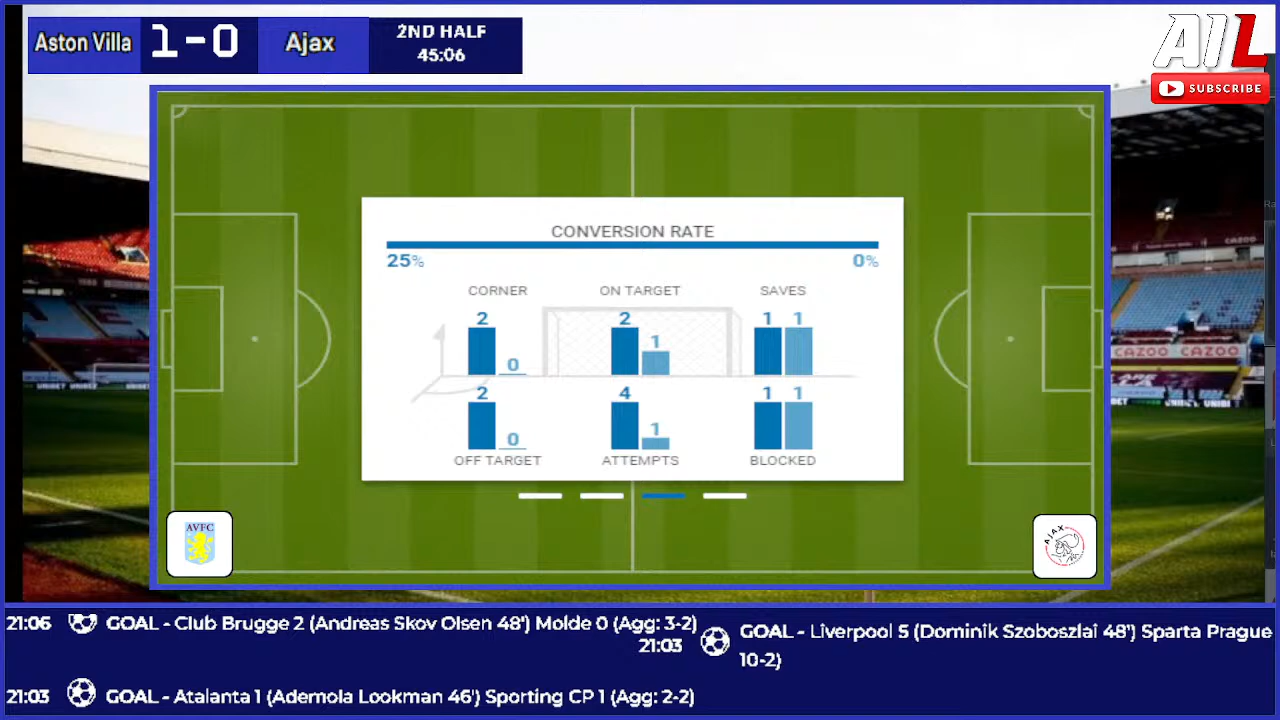 Aston Villa 1-0 Ajax 2ND HALF
45:06
AIL
SUBSCRIBE
CONVERSION RATE
25% 0%
CORNER ON TARGET SAVES
2 0 2 1 1 1
2 0 4 1 1 1
OFF TARGET ATTEMPTS BLOCKED
CAZOO
CAZOO CAZOO
AVFC
AJAX
21:06 GOAL - Club Brugge 2 (Andreas Skov Olsen 48') Molde 0 (Agg: 3-2)
21:03 GOAL - Liverpool 5 (Dominik Szoboszlai 48') Sparta Prague
10-2)
21:03 GOAL - Atalanta 1 (Ademola Lookman 46') Sporting CP 1 (Agg: 2-2)